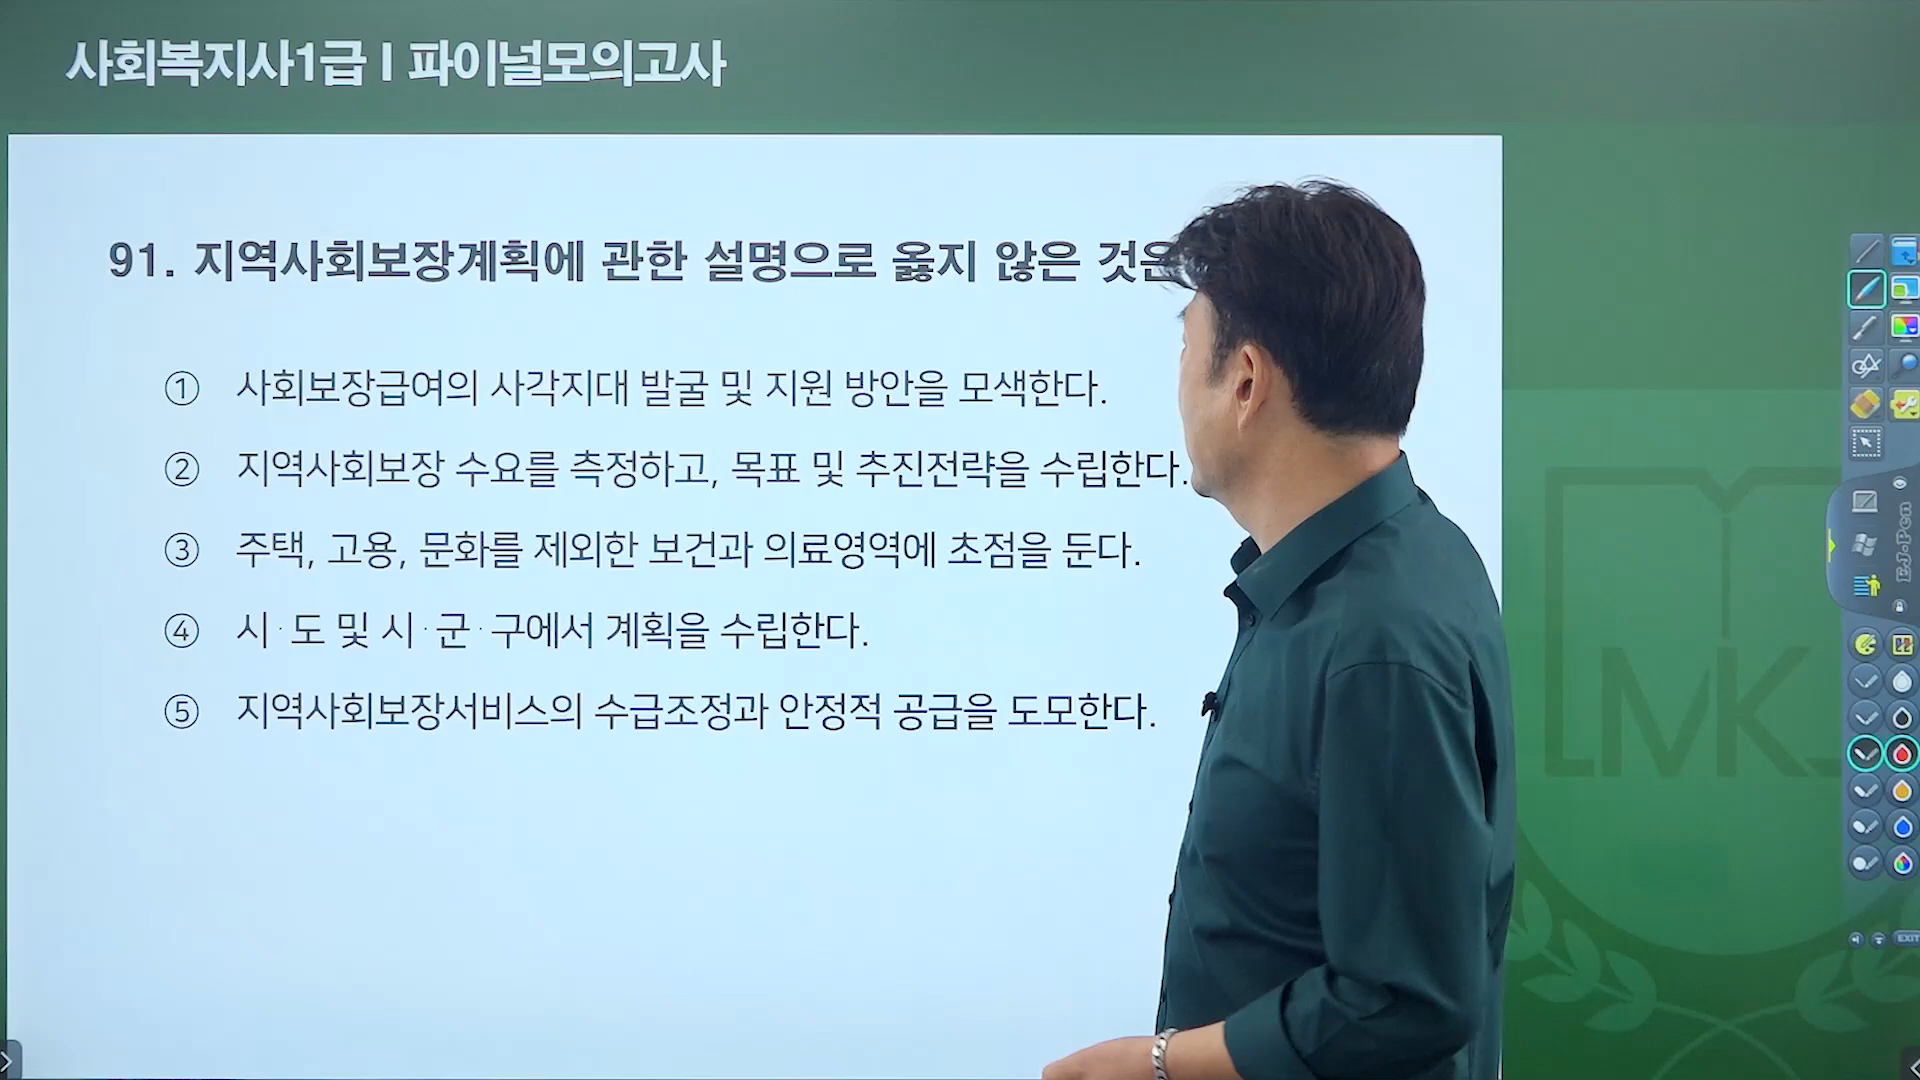 사회복지사1급 I 파이널모의고사
91. 지역사회보장계획에 관한 설명으로 옳지 않은 것은
① 사회보장급여의 사각지대 발굴 및 지원 방안을 모색한다.
② 지역사회보장 수요를 측정하고, 목표 및 추진전략을 수립한다.
③ 주택, 고용, 문화를 제외한 보건과 의료영역에 초점을 둔다.
④ 시·도 및 시·군·구에서 계획을 수립한다.
⑤ 지역사회보장서비스의 수급조정과 안정적 공급을 도모한다.
EJ-Pen
MK
EXIT